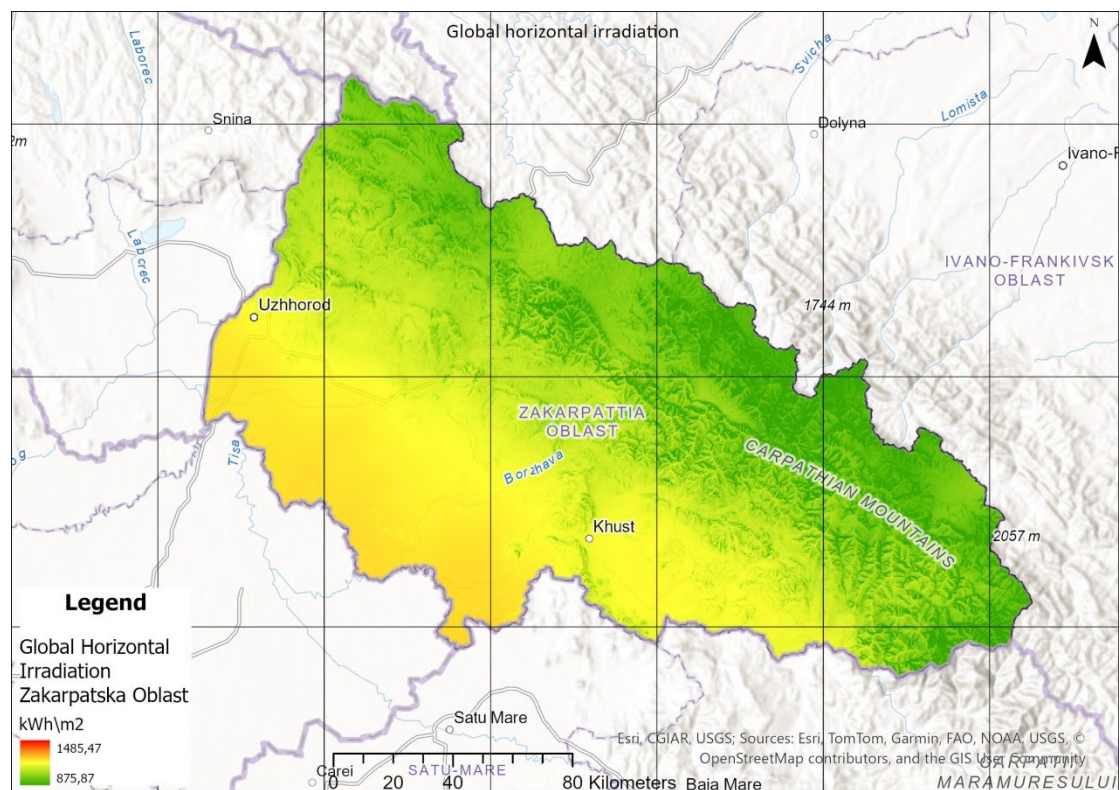 Global horizontal irradiation
N
Laborec
Snina
Svicha
Lomista
Dolyna
Ivano-F
2m
Laborec
IVANO-FRANKIVSK
OBLAST
1744 m
Uzhhorod
ZAKARPATTIA
OBLAST
Tisa
Borzhava
CARPATHIAN MOUNTAINS
Khust
2057 m
Legend
Global Horizontal
Irradiation
Zakarpatska Oblast
kWh\m2
1485,47
875,87
Satu Mare
Esri, CGIAR, USGS; Sources: Esri, TomTom, Garmin, FAO, NOAA, USGS, ©
OpenStreetMap contributors, and the GIS User Community
Carei
SATU-MARE
0 20 40 80 Kilometers
Baia Mare
CARPATII
MARAMURESULUI